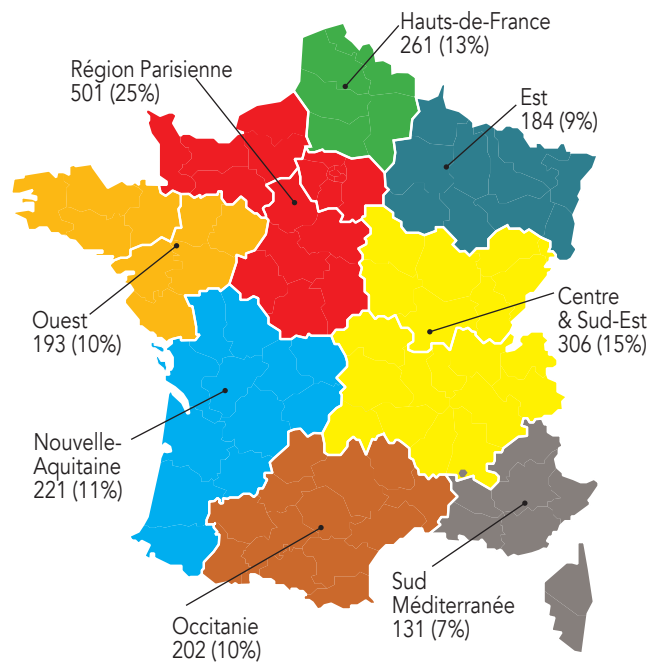 Hauts-de-France
261 (13%)
Région Parisienne
501 (25%)
Est
184 (9%)
Ouest
193 (10%)
Centre
& Sud-Est
306 (15%)
Nouvelle-
Aquitaine
221 (11%)
Sud
Méditerranée
131 (7%)
Occitanie
202 (10%)